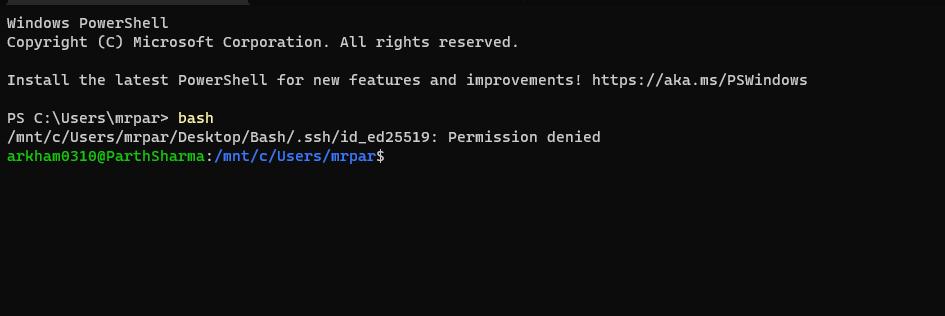 Windows PowerShell
Copyright (C) Microsoft Corporation. All rights reserved.
Install the latest PowerShell for new features and improvements! https://aka.ms/PSWindows
PS C:\Users\mrpar> bash
/mnt/c/Users/mrpar/Desktop/Bash/.ssh/id_ed25519: Permission denied
arkham0310@ParthSharma:/mnt/c/Users/mrpar$